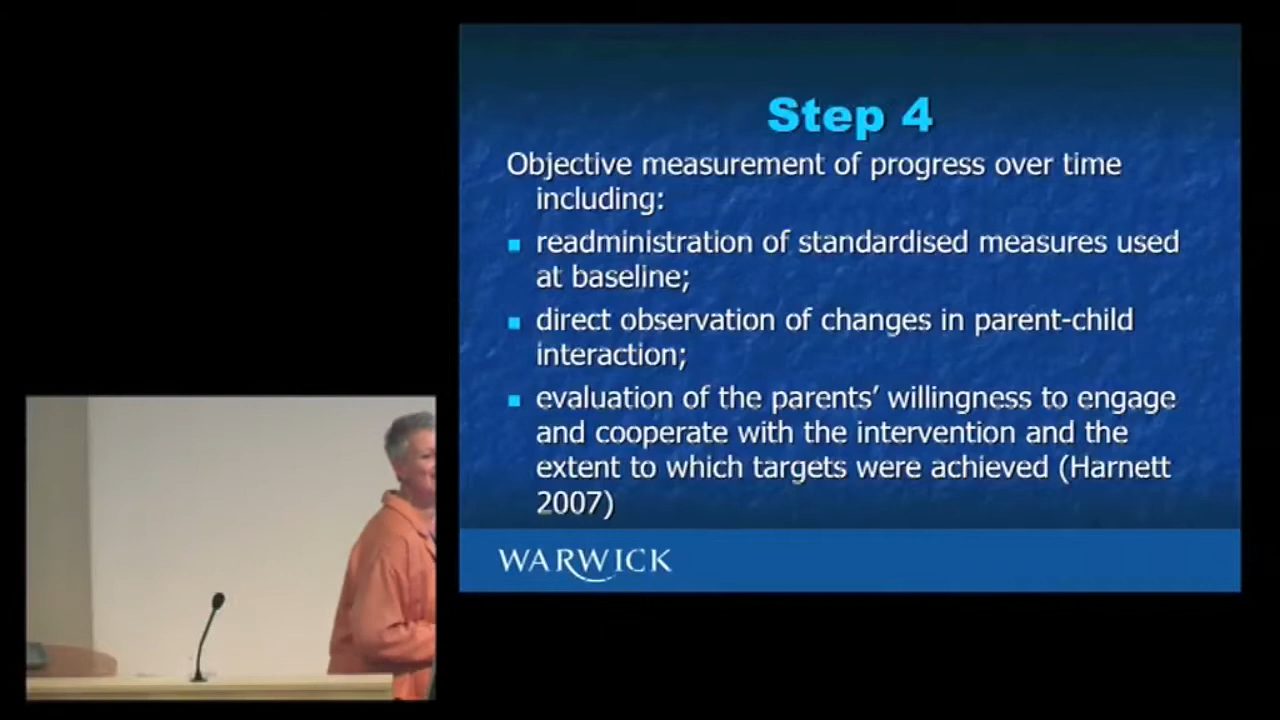 Step 4
Objective measurement of progress over time
including:
readministration of standardised measures used
at baseline;
direct observation of changes in parent-child
interaction;
evaluation of the parents’ willingness to engage
and cooperate with the intervention and the
extent to which targets were achieved (Harnett
2007)
WARWICK